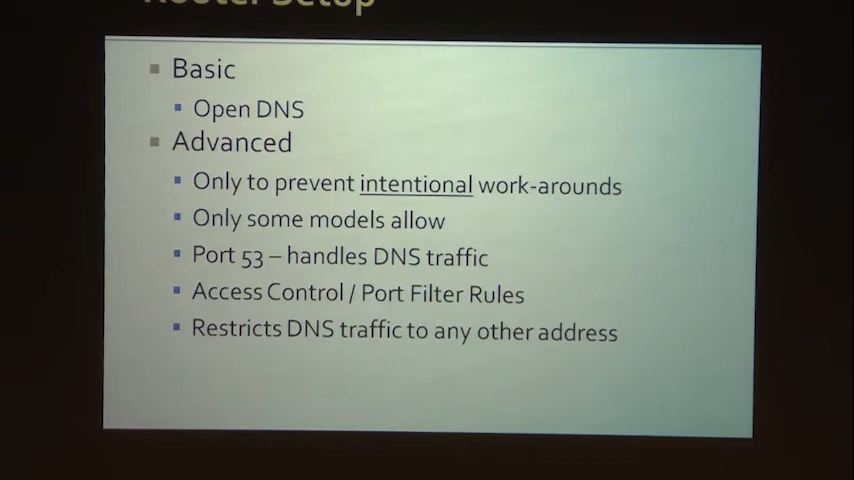 Router Setup
Basic
Open DNS
Advanced
Only to prevent intentional work-arounds
Only some models allow
Port 53 – handles DNS traffic
Access Control / Port Filter Rules
Restricts DNS traffic to any other address